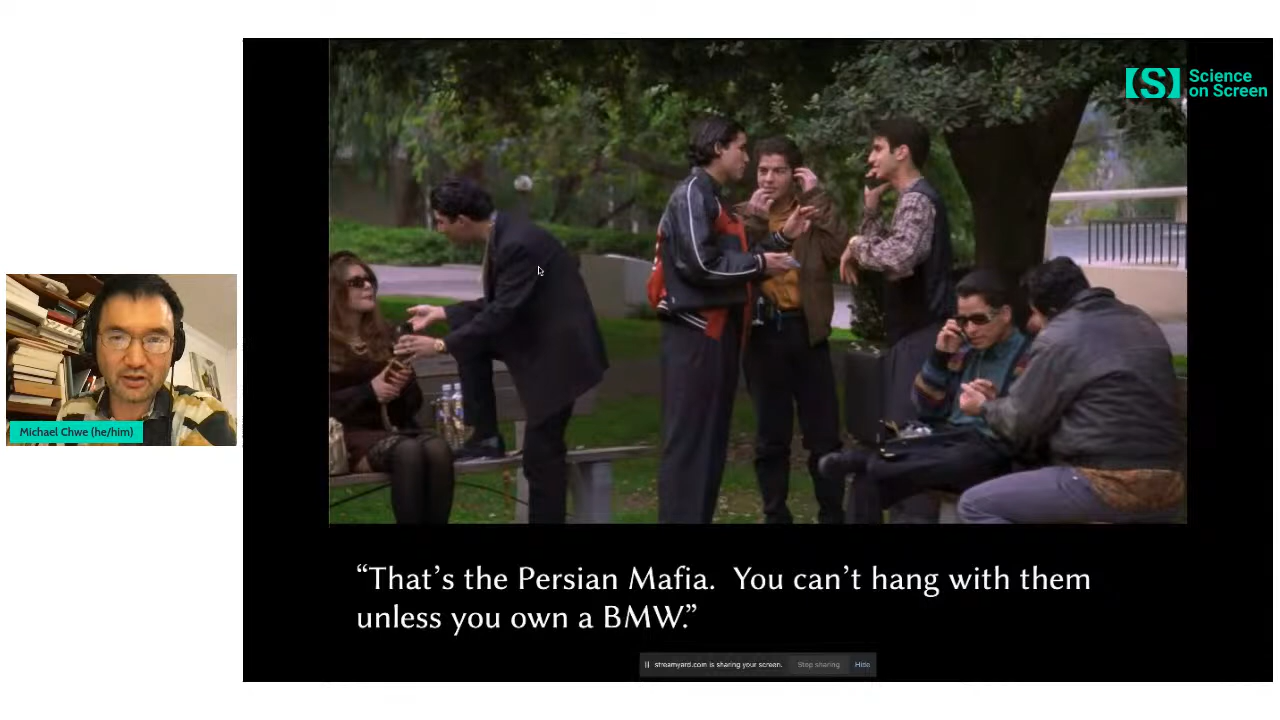 Science
on Screen
Michael Chwe (he/him)
“That’s the Persian Mafia. You can’t hang with them
unless you own a BMW.”
streamyard.com is sharing your screen. Stop sharing Hide